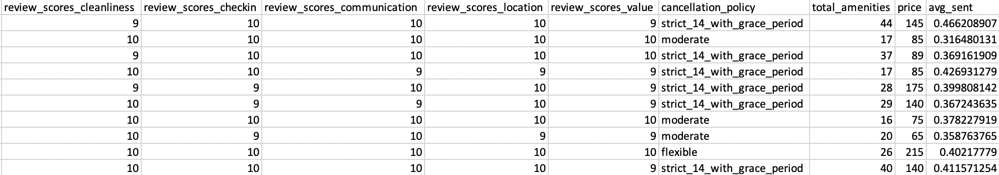 review_scores_cleanliness review_scores_checkin review_scores_communication review_scores_location review_scores_value cancellation_policy total_amenities price avg_sent
9 10 10 10 9 strict_14_with_grace_period 44 145 0.466208907
10 10 10 10 10 moderate 17 85 0.316480131
9 10 10 10 10 strict_14_with_grace_period 37 89 0.369161909
10 10 9 9 9 strict_14_with_grace_period 17 85 0.426931279
9 9 10 10 9 strict_14_with_grace_period 28 175 0.399808142
10 9 9 10 9 strict_14_with_grace_period 29 140 0.367243635
10 10 10 10 10 moderate 16 75 0.378227919
10 9 10 9 9 moderate 20 65 0.358763765
10 10 10 10 10 flexible 26 215 0.40217779
10 10 10 10 9 strict_14_with_grace_period 40 140 0.411571254